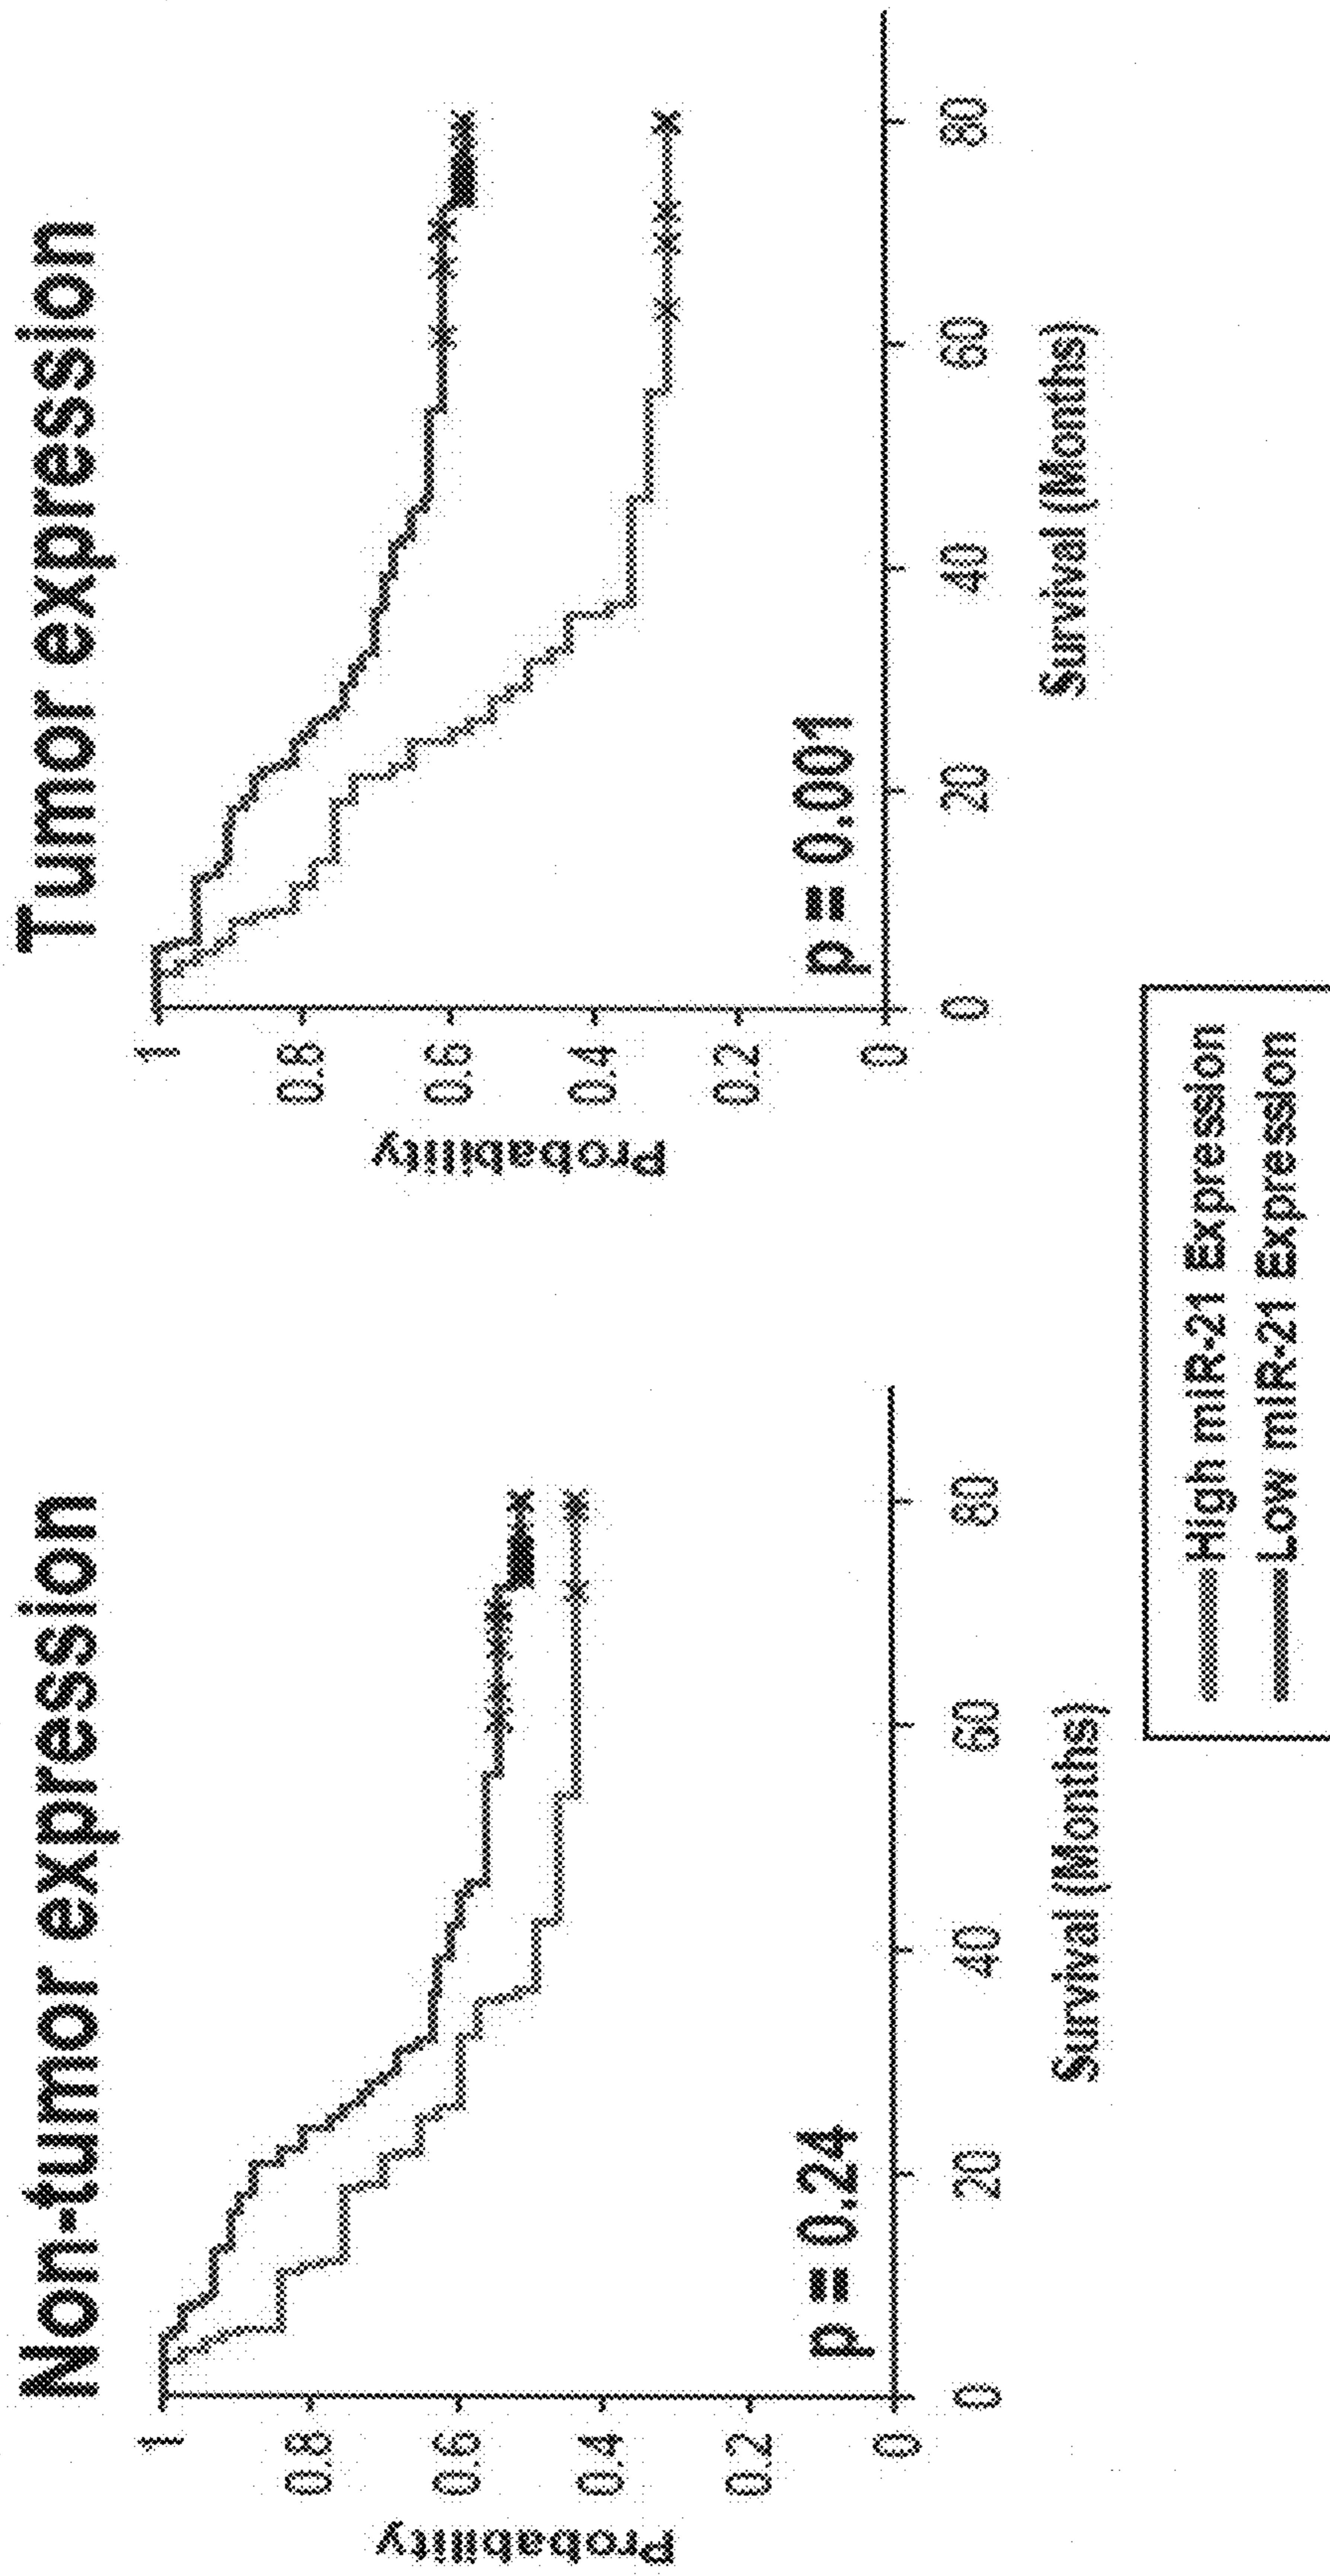 Non-tumor expression
Probability
1
0.8
0.6
0.4
0.2
0
p = 0.24
0 20 40 60 80
Survival (Months)
Tumor expression
Probability
1
0.8
0.6
0.4
0.2
0
p = 0.001
0 20 40 60 80
Survival (Months)
High miR-21 Expression
Low miR-21 Expression